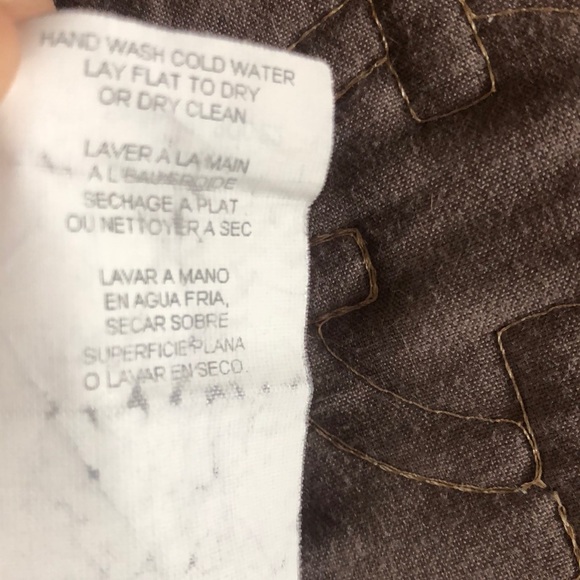 HAND WASH COLD WATER
LAY FLAT TO DRY
OR DRY CLEAN
LAVER A LA MAIN
A L'EAU FROIDE
SECHAGE A PLAT
OU NETTOYER A SEC
LAVAR A MANO
EN AGUA FRIA,
SECAR SOBRE
SUPERFICIE PLANA
O LAVAR EN SECO.